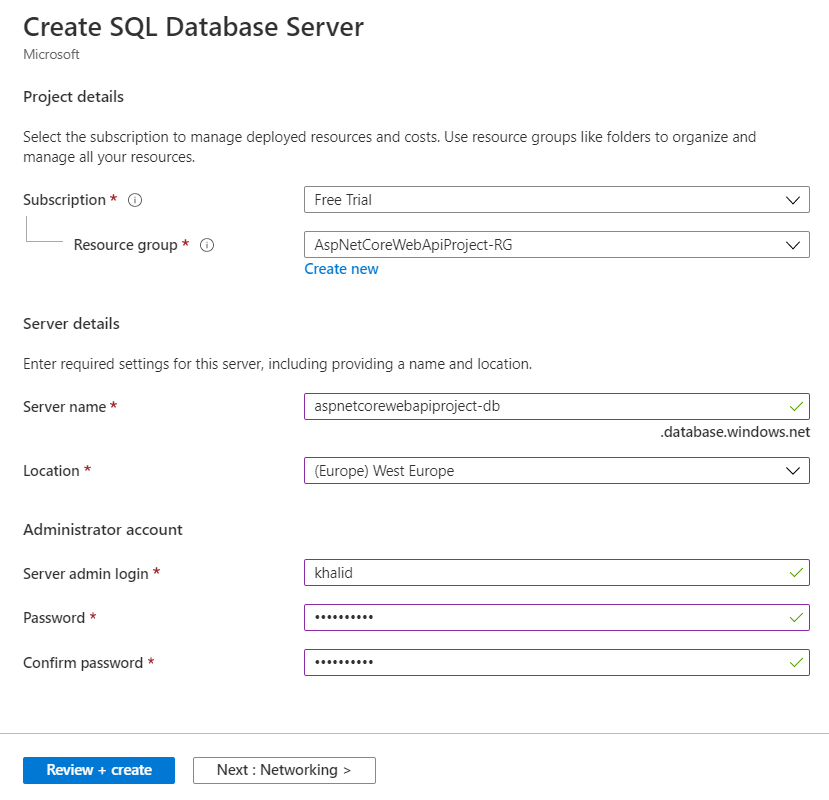 Create SQL Database Server
Microsoft
Project details
Select the subscription to manage deployed resources and costs. Use resource groups like folders to organize and
manage all your resources.
Subscription * Free Trial
Resource group * AspNetCoreWebApiProject-RG
Create new
Server details
Enter required settings for this server, including providing a name and location.
Server name * aspnetcorewebapiproject-db
.database.windows.net
Location * (Europe) West Europe
Administrator account
Server admin login * khalid
Password * ••••••••••
Confirm password * ••••••••••
Review + create Next : Networking >